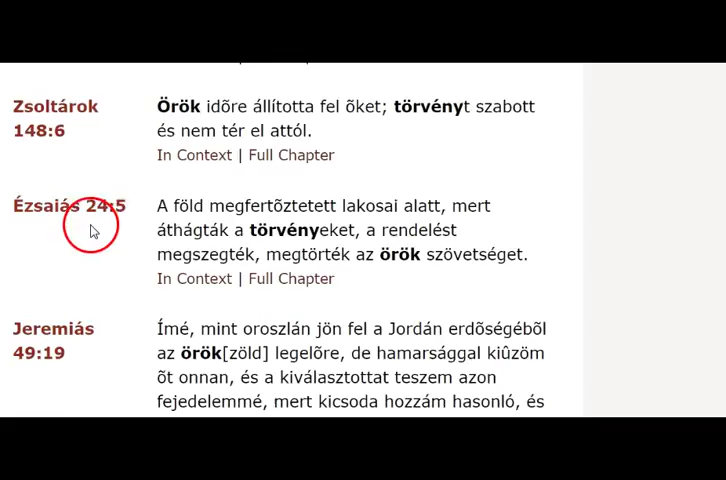 Zsoltárok
148:6
Örök idõre állította fel õket; törvényt szabott
és nem tér el attól.
In Context | Full Chapter
Ézsaiás 24:5
A föld megfertõztetett lakosai alatt, mert
áthágták a törvényeket, a rendelést
megszegték, megtörték az örök szövetséget.
In Context | Full Chapter
Jeremiás
49:19
Ímé, mint oroszlán jön fel a Jordán erdõségébõl
az örök[zöld] legelõre, de hamarsággal kiûzöm
õt onnan, és a kiválasztottat teszem azon
fejedelemmé, mert kicsoda hozzám hasonló, és